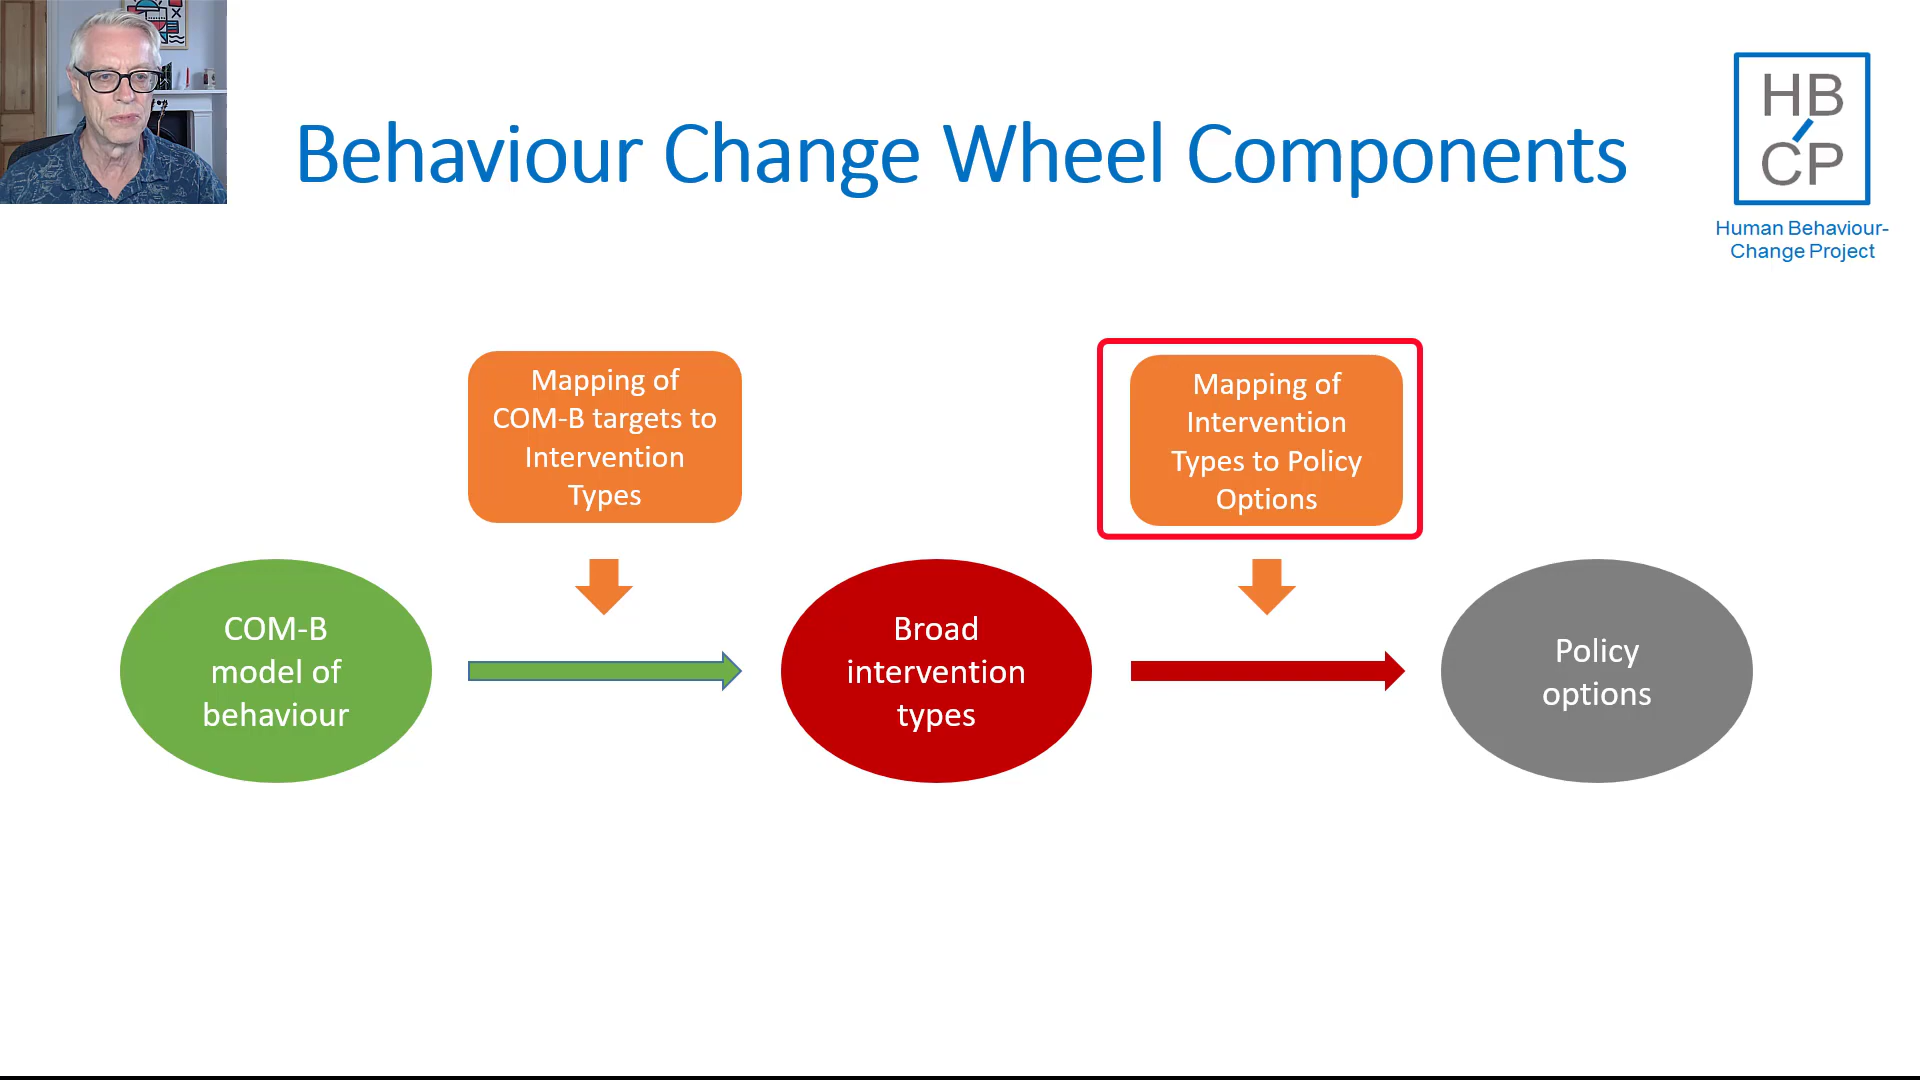 Behaviour Change Wheel Components
HB
CP
Human Behaviour-
Change Project
Mapping of
COM-B targets to
Intervention
Types
Mapping of
Intervention
Types to Policy
Options
COM-B
model of
behaviour
Broad
intervention
types
Policy
options